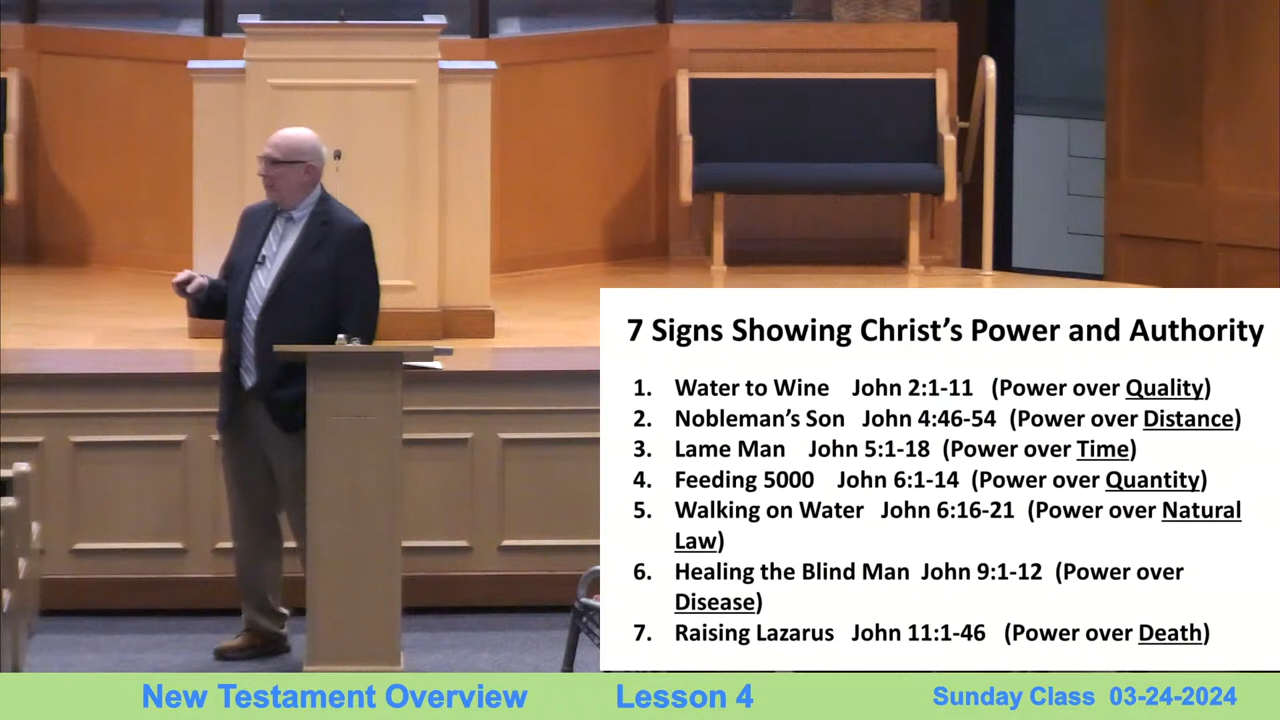 7 Signs Showing Christ's Power and Authority
1. Water to Wine John 2:1-11 (Power over Quality)
2. Nobleman's Son John 4:46-54 (Power over Distance)
3. Lame Man John 5:1-18 (Power over Time)
4. Feeding 5000 John 6:1-14 (Power over Quantity)
5. Walking on Water John 6:16-21 (Power over Natural
Law)
6. Healing the Blind Man John 9:1-12 (Power over
Disease)
7. Raising Lazarus John 11:1-46 (Power over Death)
New Testament Overview Lesson 4 Sunday Class 03-24-2024